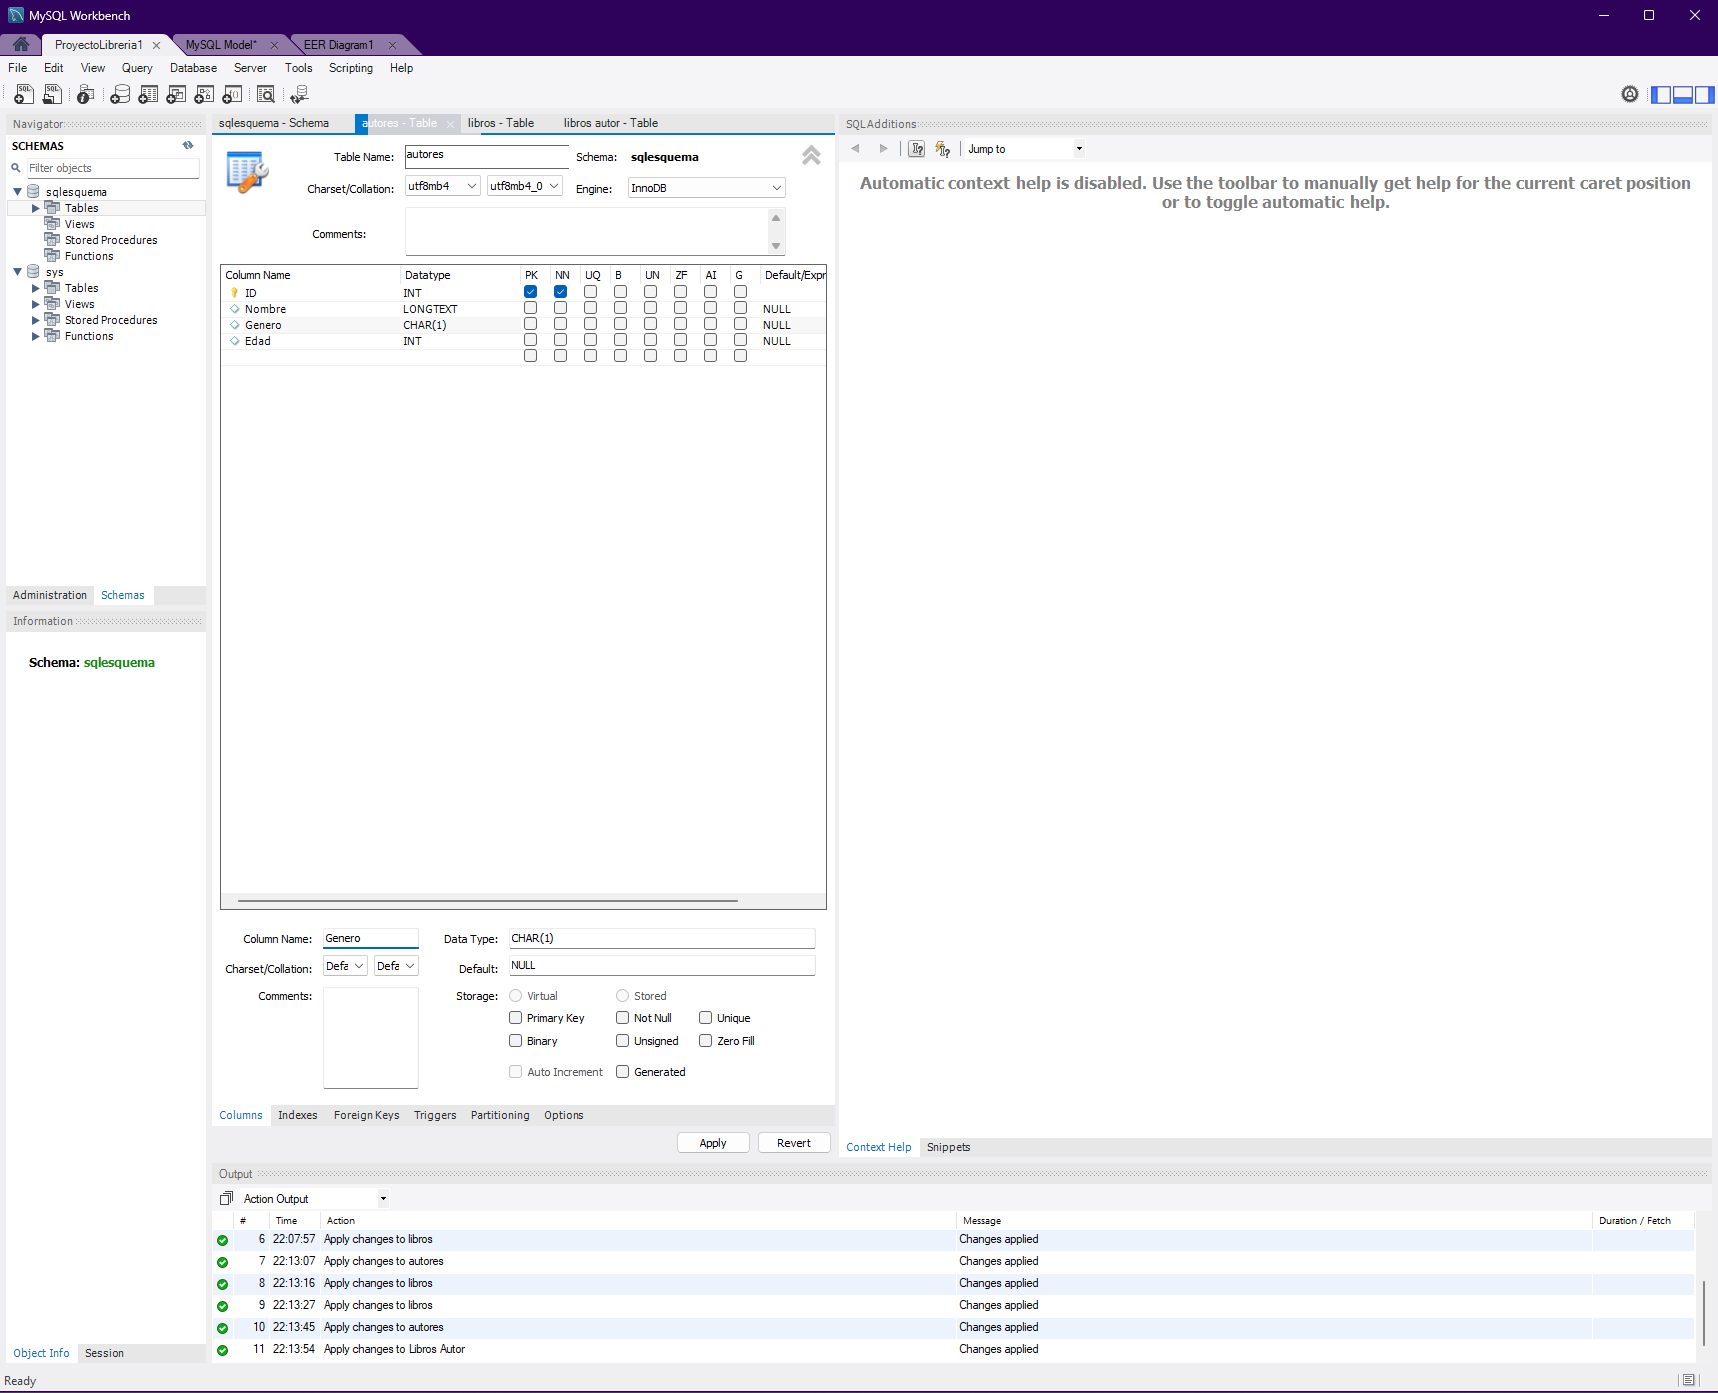 MySQL Workbench
ProyectoLibreria1
MySQL Model*
EER Diagram1
File Edit View Query Database Server Tools Scripting Help
Navigator
SCHEMAS
Filter objects
sqlesquema
Tables
Views
Stored Procedures
Functions
sys
Tables
Views
Stored Procedures
Functions
Administration Schemas
Information
Schema: sqlesquema
Object Info Session
sqlesquema - Schema autores - Table libros - Table libros autor - Table
Table Name: autores Schema: sqlesquema
Charset/Collation: utf8mb4 utf8mb4_0 Engine: InnoDB
Comments:
Column Name Datatype PK NN UQ B UN ZF AI G Default/Expr
ID INT
Nombre LONGTEXT NULL
Genero CHAR(1) NULL
Edad INT NULL
Column Name: Genero Data Type: CHAR(1)
Charset/Collation: Defa Defa Default: NULL
Comments: Storage: Virtual Stored
Primary Key Not Null Unique
Binary Unsigned Zero Fill
Auto Increment Generated
Columns Indexes Foreign Keys Triggers Partitioning Options
Apply Revert
SQLAdditions
Jump to
Automatic context help is disabled. Use the toolbar to manually get help for the current caret position
or to toggle automatic help.
Context Help Snippets
Output
Action Output
# Time Action Message Duration / Fetch
6 22:07:57 Apply changes to libros Changes applied
7 22:13:07 Apply changes to autores Changes applied
8 22:13:16 Apply changes to libros Changes applied
9 22:13:27 Apply changes to libros Changes applied
10 22:13:45 Apply changes to autores Changes applied
11 22:13:54 Apply changes to Libros Autor Changes applied
Ready